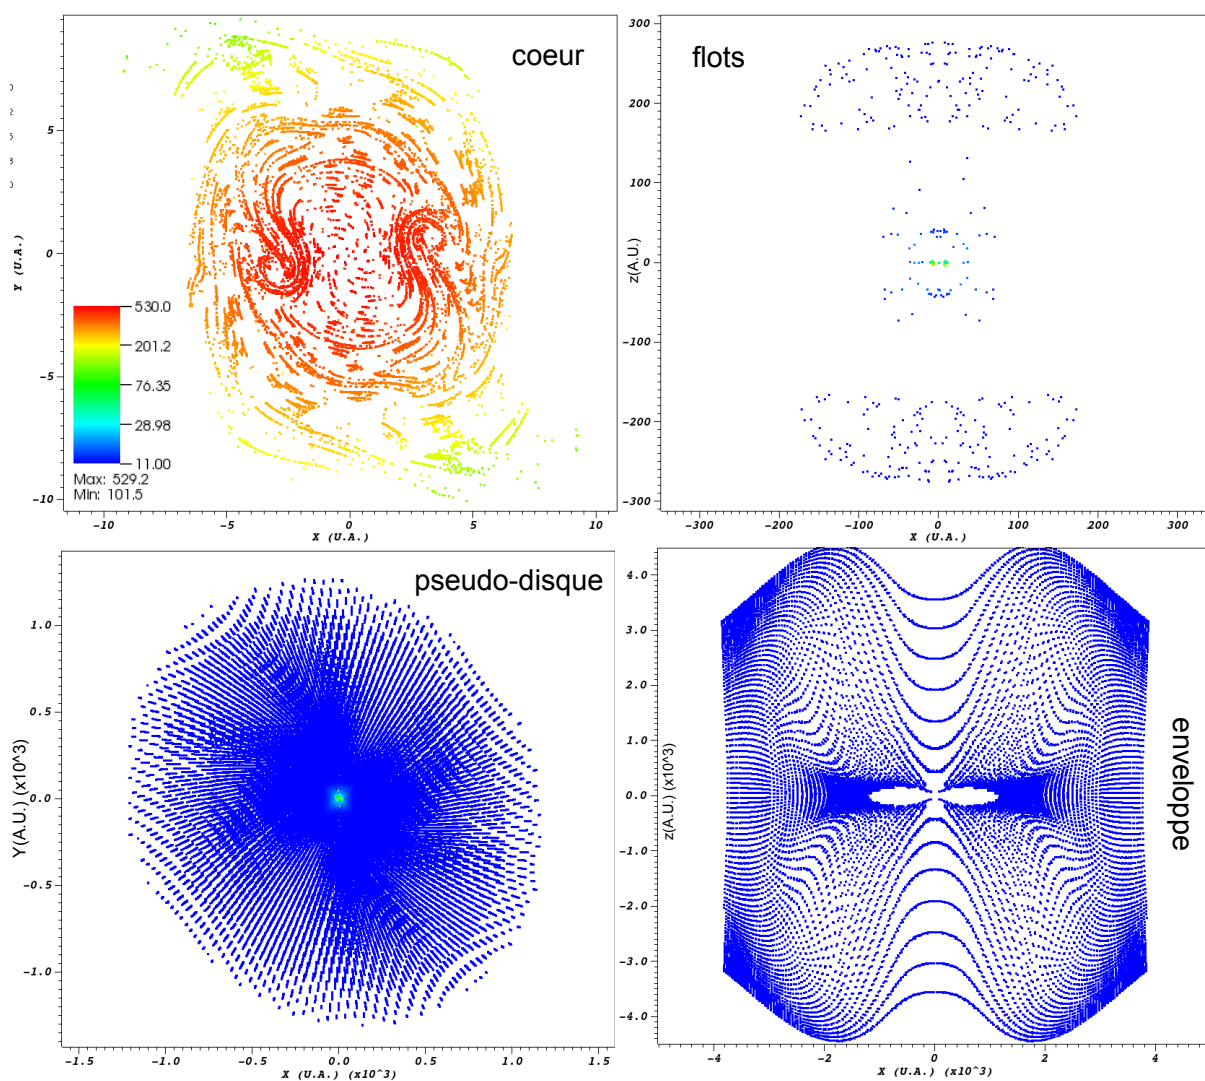 coeur
5
0
−5
−10
Y (U.A.)
0
2
5
8
0
530.0
201.2
76.35
28.98
11.00
Max: 529.2
Min: 101.5
−10 −5 0 5 10
X (U.A.)
flots
300
200
100
0
−100
−200
−300
z(A.U.)
−300 −200 −100 0 100 200 300
X (U.A.)
pseudo-disque
1.0
0.5
0.0
−0.5
−1.0
Y(A.U.) (x10^3)
−1.5 −1.0 −0.5 0.0 0.5 1.0 1.5
X (U.A.) (x10^3)
enveloppe
4.0
3.0
2.0
1.0
0.0
−1.0
−2.0
−3.0
−4.0
z(A.U.) (x10^3)
−4 −2 0 2 4
X (U.A.) (x10^3)